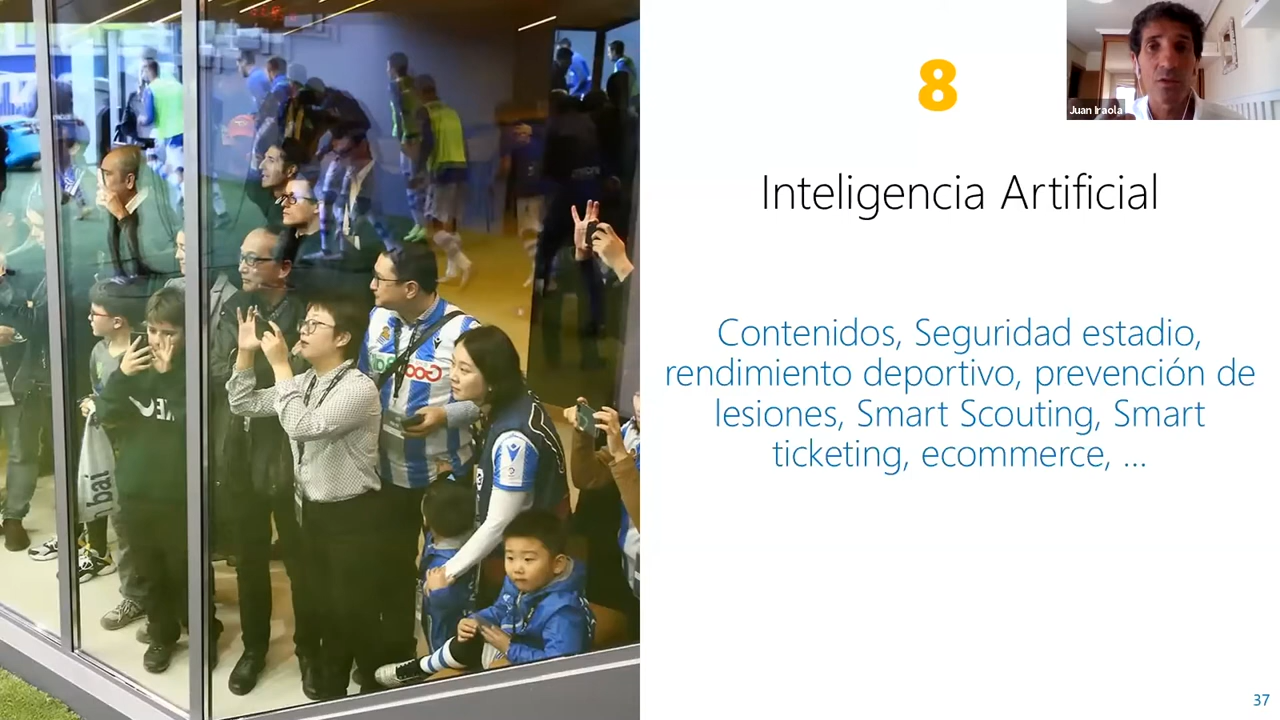 8
Juan Iraola
Inteligencia Artificial
Contenidos, Seguridad estadio,
rendimiento deportivo, prevención de
lesiones, Smart Scouting, Smart
ticketing, ecommerce, ...
bai
37